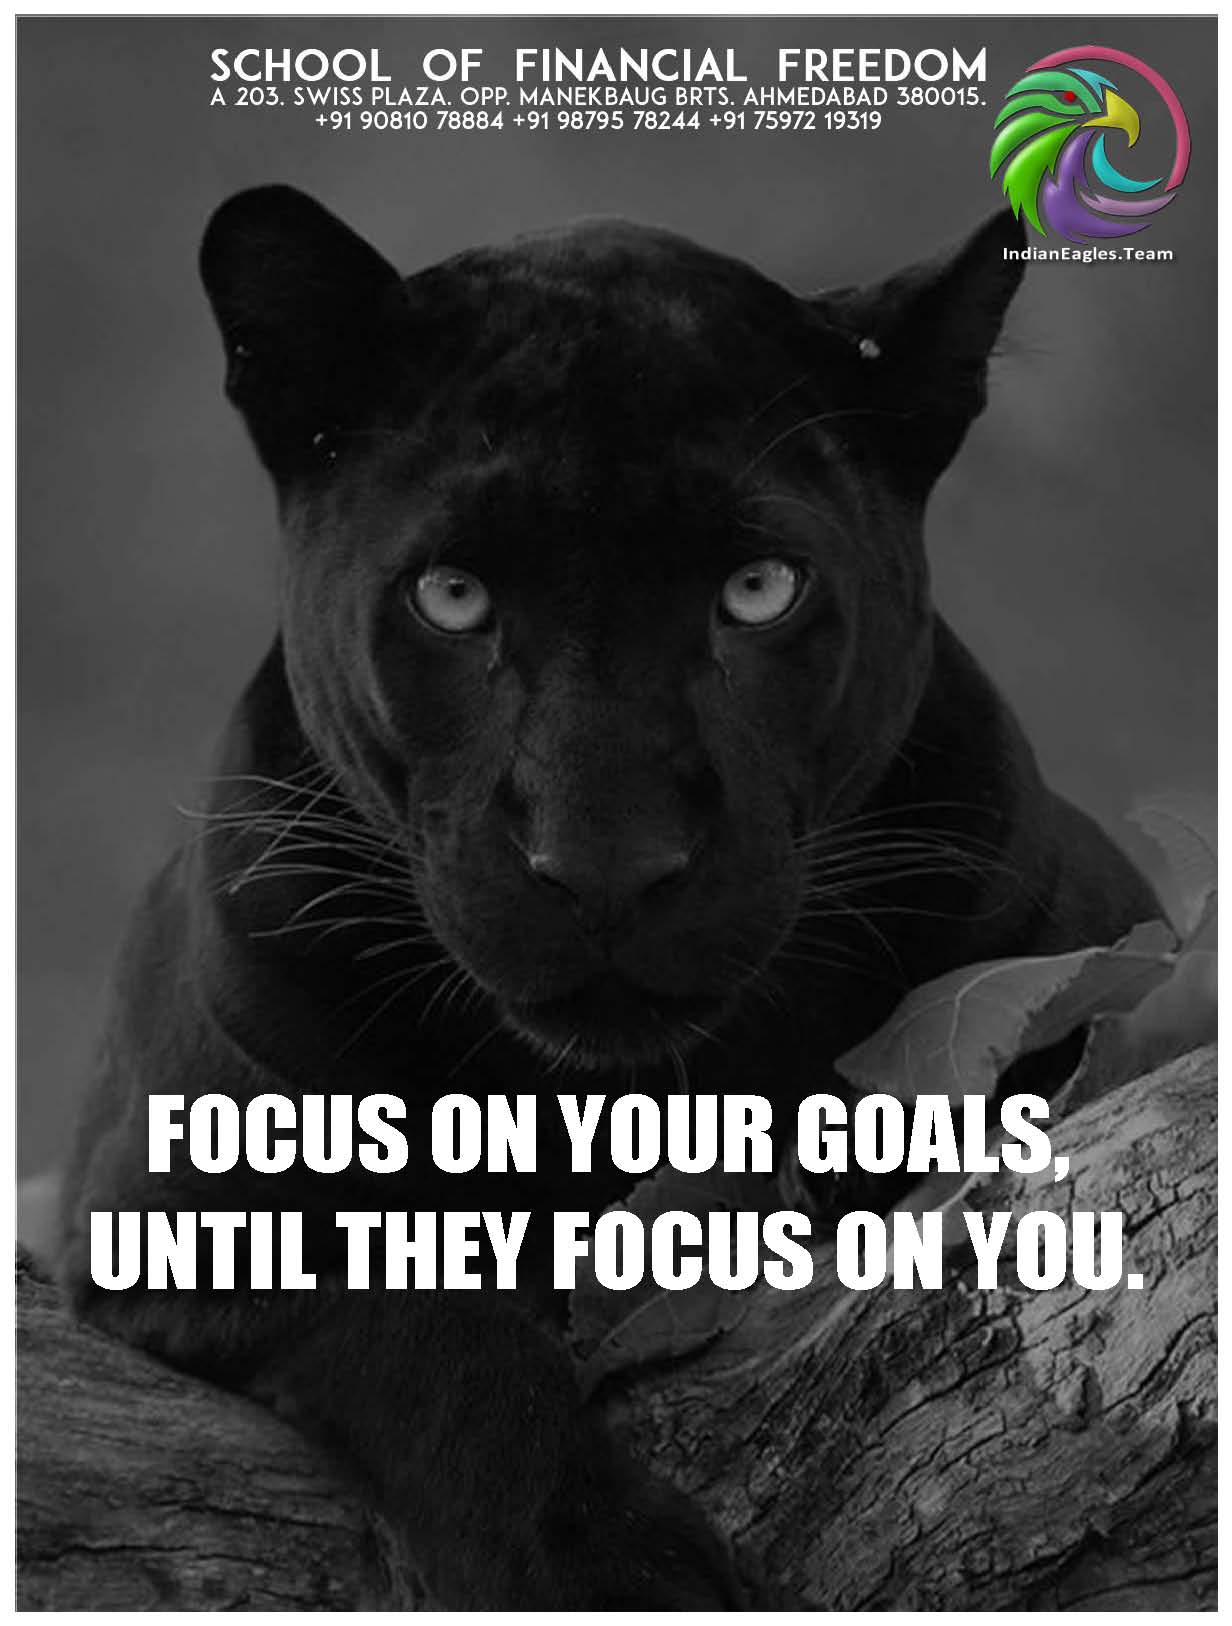 SCHOOL OF FINANCIAL FREEDOM
A 203. SWISS PLAZA. OPP. MANEKBAUG BRTS. AHMEDABAD 380015.
+91 90810 78884 +91 98795 78244 +91 75972 19319
IndianEagles.Team
FOCUS ON YOUR GOALS,
UNTIL THEY FOCUS ON YOU.